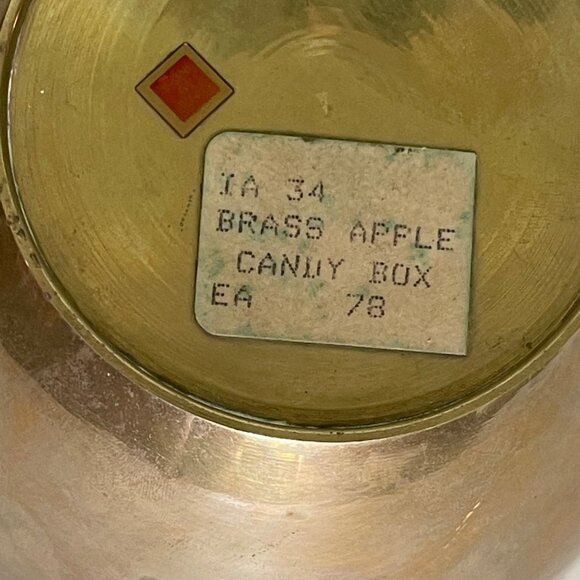 IA 34
BRASS APPLE
CANDY BOX
EA 78